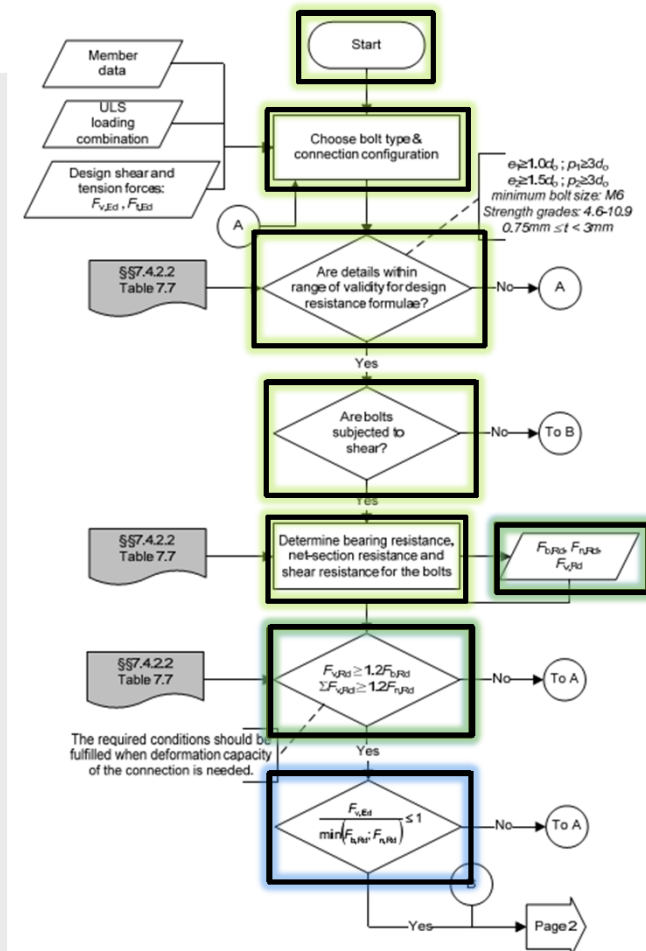 Start
Member
data
ULS
loading
combination
Design shear and
tension forces:
Fv,Ed , Ft,Ed
Choose bolt type &
connection configuration
e1≥1.0do ; p1≥3do
e2≥1.5do ; p2≥3do
minimum bolt size: M6
Strength grades: 4.6-10.9
0.75mm ≤t < 3mm
A
§§7.4.2.2
Table 7.7
Are details within
range of validity for design
resistance formulae?
No
A
Yes
Are bolts
subjected to
shear?
No
To B
Yes
§§7.4.2.2
Table 7.7
Determine bearing resistance,
net-section resistance and
shear resistance for the bolts
Fb,Rd, Fn,Rd,
Fv,Rd
§§7.4.2.2
Table 7.7
Fv,Rd ≥ 1.2Fb,Rd
ΣFv,Rd ≥ 1.2Fn,Rd
No
To A
The required conditions should be
fulfilled when deformation capacity
of the connection is needed.
Yes
Fv,Ed
min(Fb,Rd; Fn,Rd) ≤ 1
No
To A
B
Yes
Page 2